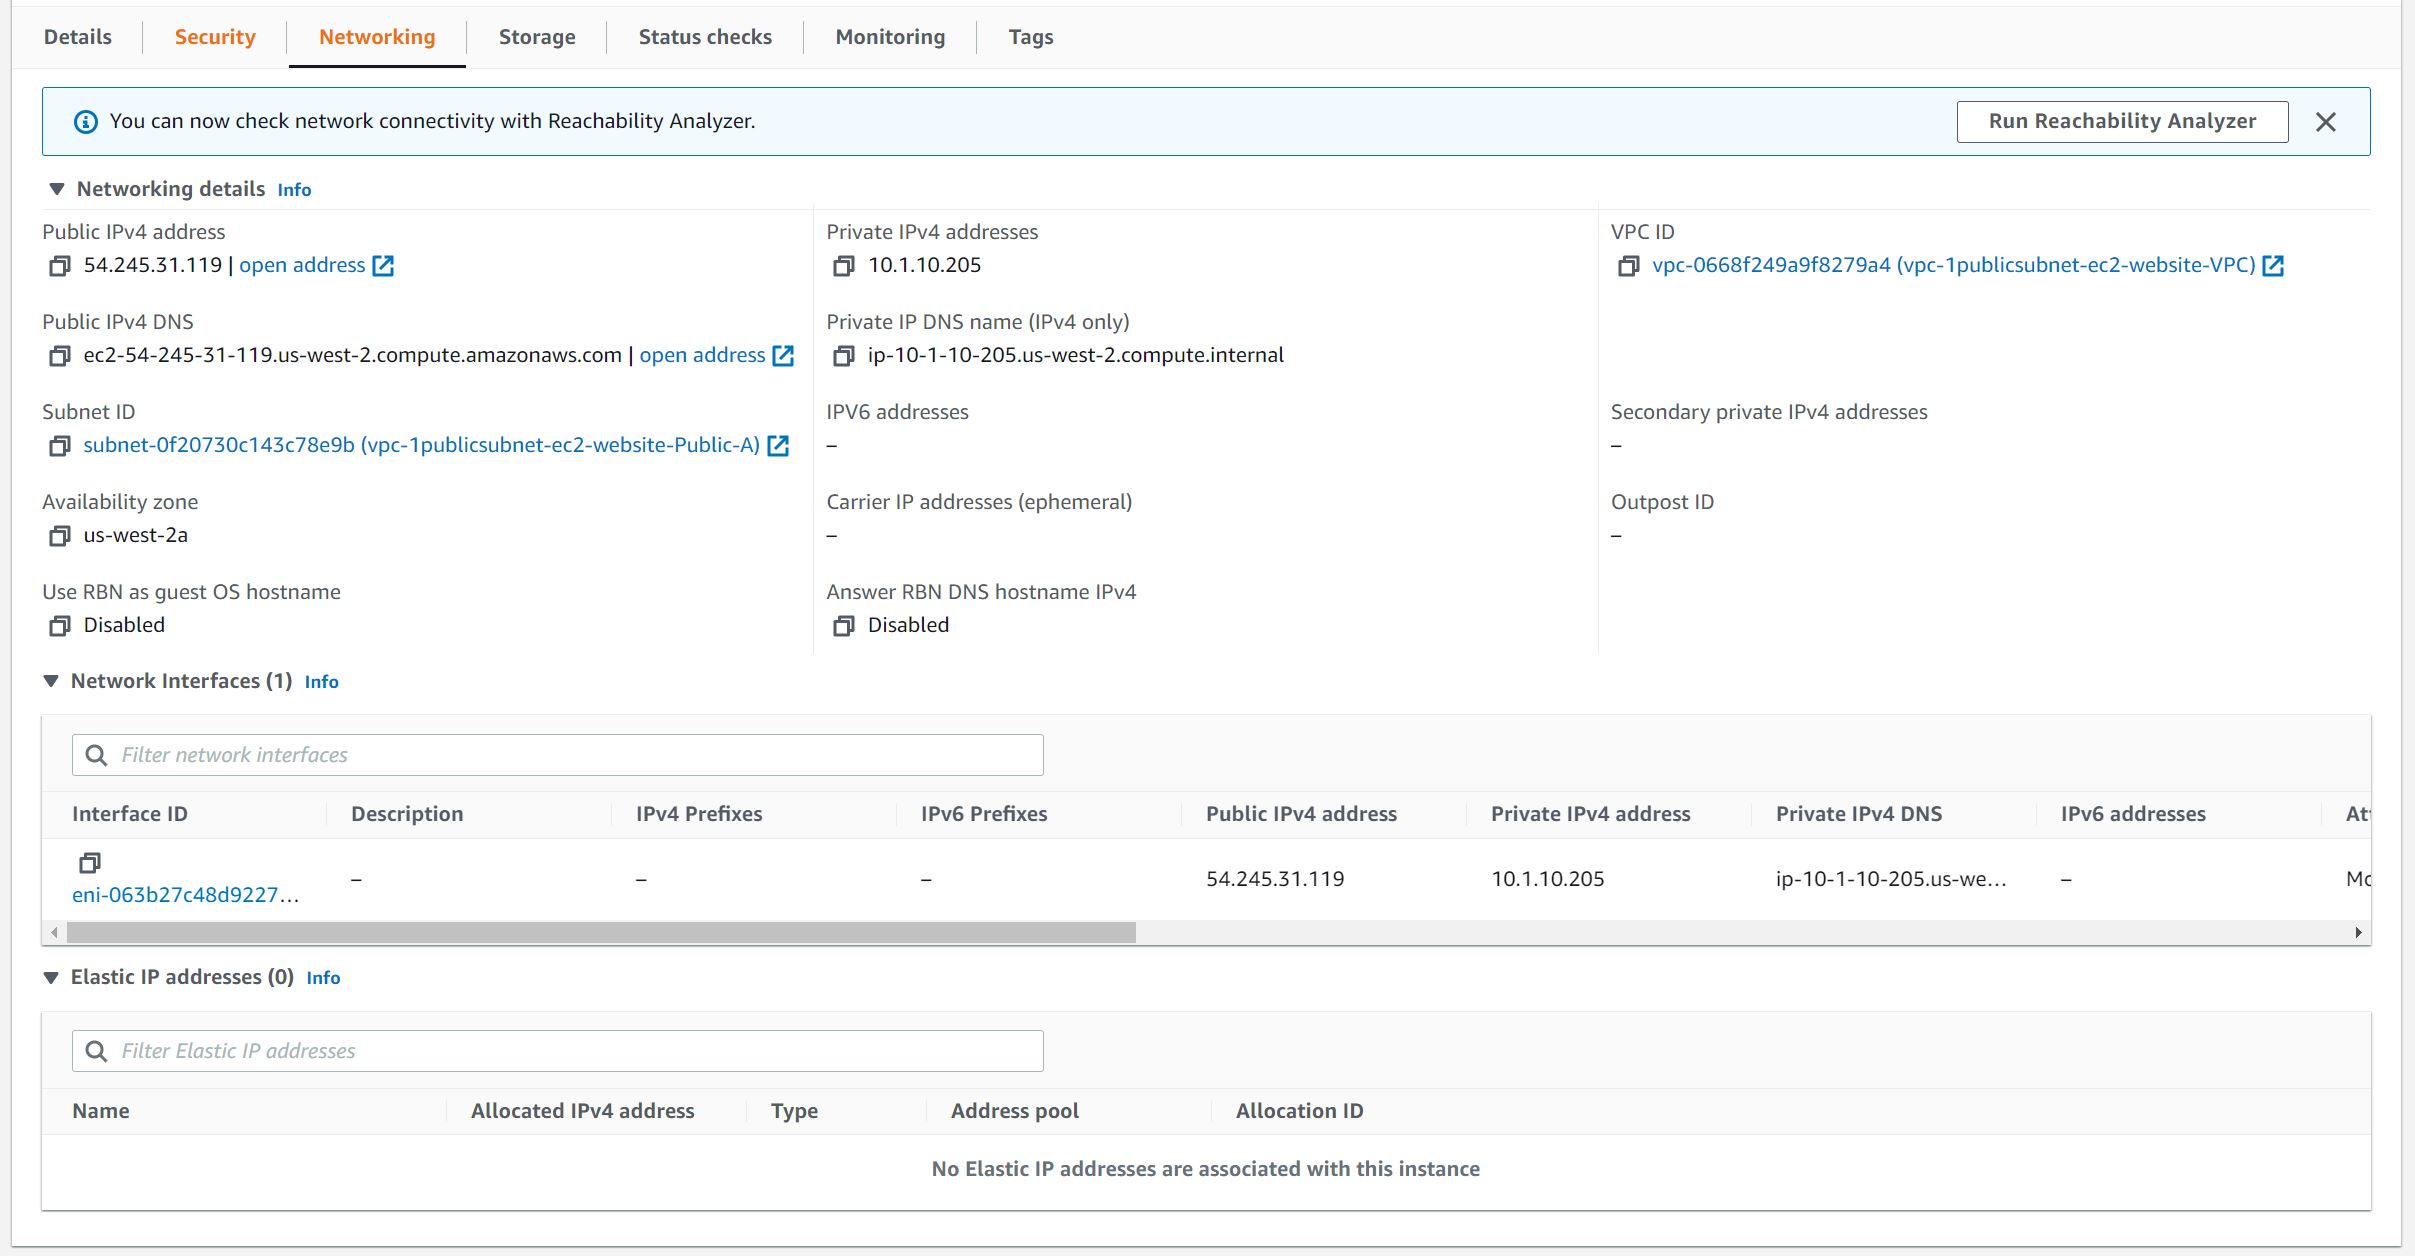 Details Security Networking Storage Status checks Monitoring Tags
You can now check network connectivity with Reachability Analyzer. Run Reachability Analyzer
Networking details Info
Public IPv4 address
54.245.31.119 | open address
Private IPv4 addresses
10.1.10.205
VPC ID
vpc-0668f249a9f8279a4 (vpc-1publicsubnet-ec2-website-VPC)
Public IPv4 DNS
ec2-54-245-31-119.us-west-2.compute.amazonaws.com | open address
Private IP DNS name (IPv4 only)
ip-10-1-10-205.us-west-2.compute.internal
Subnet ID
subnet-0f20730c143c78e9b (vpc-1publicsubnet-ec2-website-Public-A)
IPV6 addresses
–
Secondary private IPv4 addresses
–
Availability zone
us-west-2a
Carrier IP addresses (ephemeral)
–
Outpost ID
–
Use RBN as guest OS hostname
Disabled
Answer RBN DNS hostname IPv4
Disabled
Network Interfaces (1) Info
Filter network interfaces
Interface ID Description IPv4 Prefixes IPv6 Prefixes Public IPv4 address Private IPv4 address Private IPv4 DNS IPv6 addresses
eni-063b27c48d9227... – – – 54.245.31.119 10.1.10.205 ip-10-1-10-205.us-we... –
Elastic IP addresses (0) Info
Filter Elastic IP addresses
Name Allocated IPv4 address Type Address pool Allocation ID
No Elastic IP addresses are associated with this instance